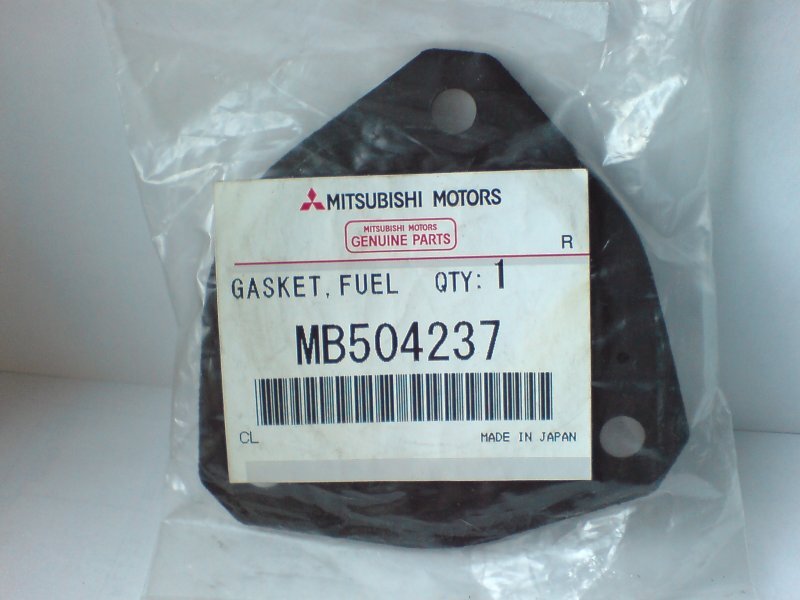 MITSUBISHI MOTORS
MITSUBISHI MOTORS
GENUINE PARTS
R
GASKET, FUEL QTY: 1
MB504237
CL MADE IN JAPAN